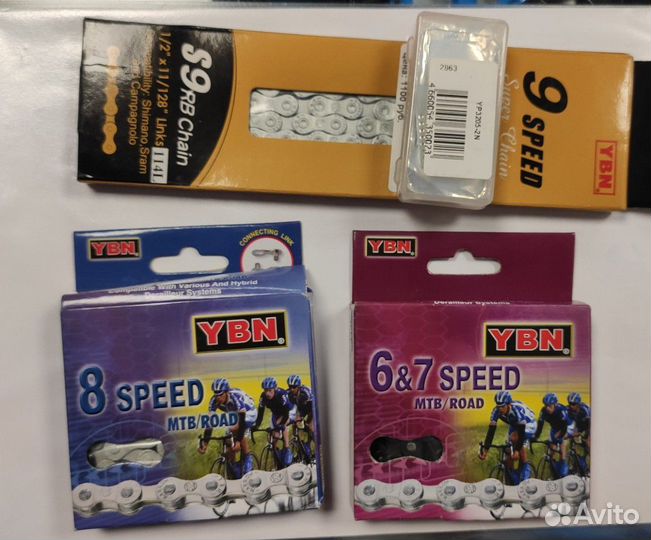 S9RB Chain
1/2" x 11/128" Links 114L
Compatibility: Shimano, Sram
and Campagnolo
Цена: 1100 руб
2863
YP3205-2N
9 SPEED
Super Chain
YBN
YBN
CONNECTING LINK
Compatible With Various And Hybrid
Derailleur Systems
YBN
8 SPEED
MTB/ROAD
YBN
Derailleur Systems
YBN
6&7 SPEED
MTB/ROAD
Avito